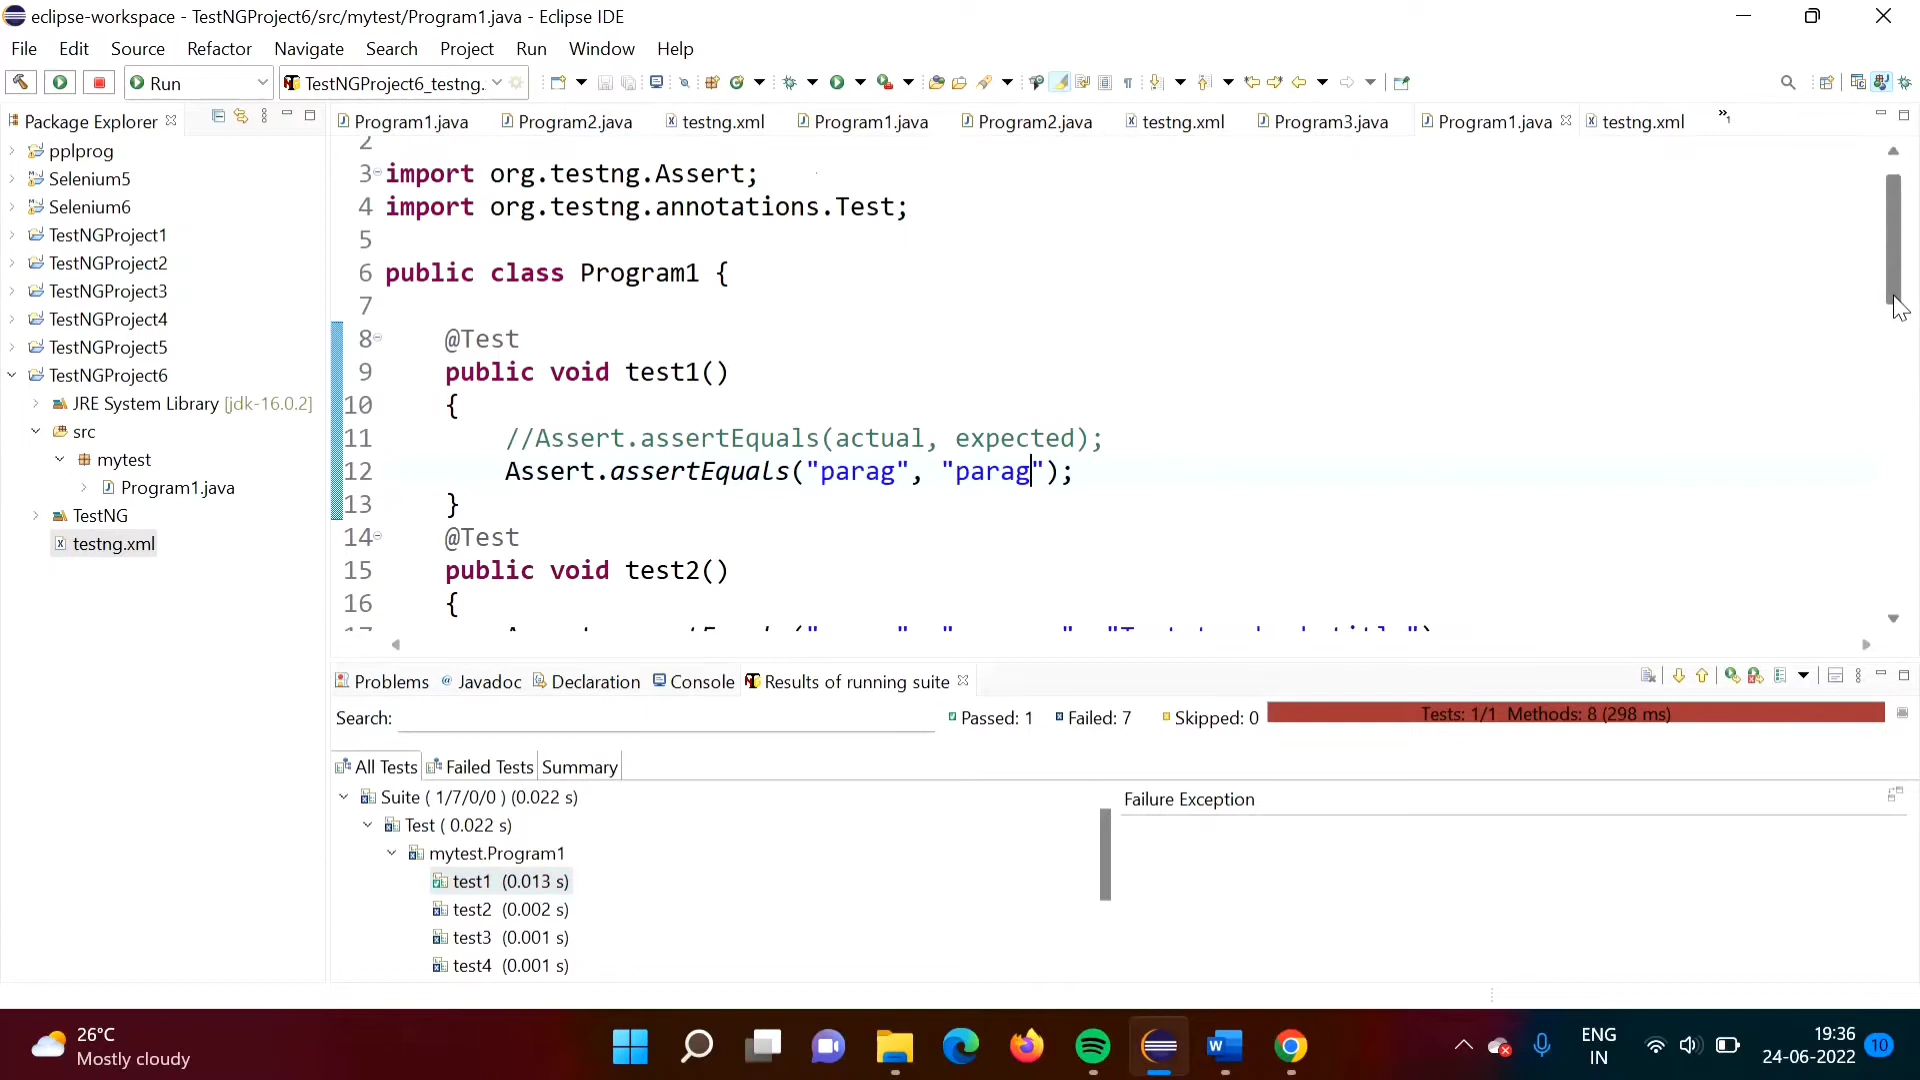 eclipse-workspace - TestNGProject6/src/mytest/Program1.java - Eclipse IDE
File Edit Source Refactor Navigate Search Project Run Window Help
Run TestNGProject6_testng.
Package Explorer
Program1.java Program2.java testng.xml Program1.java Program2.java testng.xml Program3.java Program1.java testng.xml »1
pplprog
Selenium5
Selenium6
TestNGProject1
TestNGProject2
TestNGProject3
TestNGProject4
TestNGProject5
TestNGProject6
JRE System Library [jdk-16.0.2]
src
mytest
Program1.java
TestNG
testng.xml
2
3 import org.testng.Assert;
4 import org.testng.annotations.Test;
5
6 public class Program1 {
7
8 @Test
9 public void test1()
10 {
11 //Assert.assertEquals(actual, expected);
12 Assert.assertEquals("parag", "parag");
13 }
14 @Test
15 public void test2()
16 {
Problems Javadoc Declaration Console Results of running suite
Search: Passed: 1 Failed: 7 Skipped: 0 Tests: 1/1 Methods: 8 (298 ms)
All Tests Failed Tests Summary
Suite ( 1/7/0/0 ) (0.022 s)
Test ( 0.022 s)
mytest.Program1
test1 (0.013 s)
test2 (0.002 s)
test3 (0.001 s)
test4 (0.001 s)
Failure Exception
26°C
Mostly cloudy
ENG
IN
19:36
24-06-2022
10